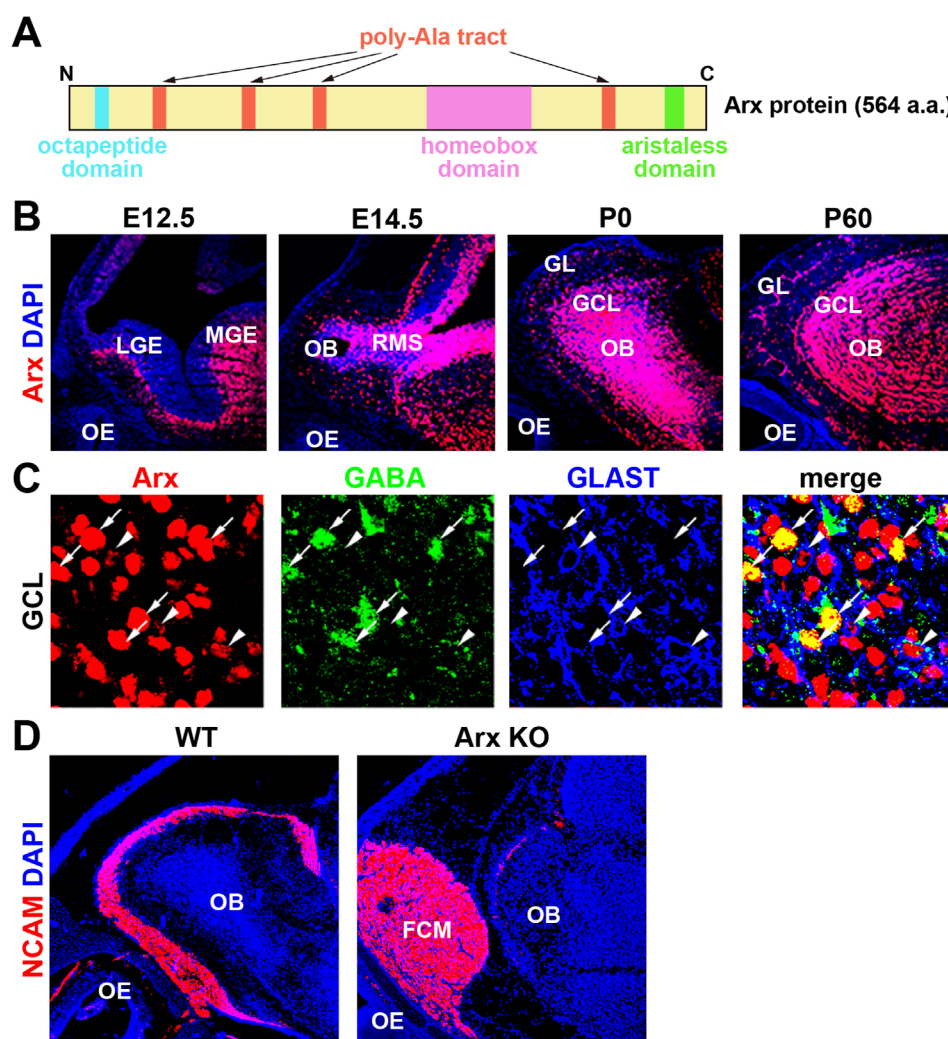 A
poly-Ala tract
N
C
Arx protein (564 a.a.)
octapeptide
domain
homeobox
domain
aristaless
domain
B
E12.5
E14.5
P0
P60
Arx DAPI
LGE
MGE
OE
OB
RMS
OE
GL
GCL
OB
OE
GL
GCL
OB
OE
C
Arx
GABA
GLAST
merge
GCL
D
WT
Arx KO
NCAM DAPI
OB
OE
FCM
OB
OE